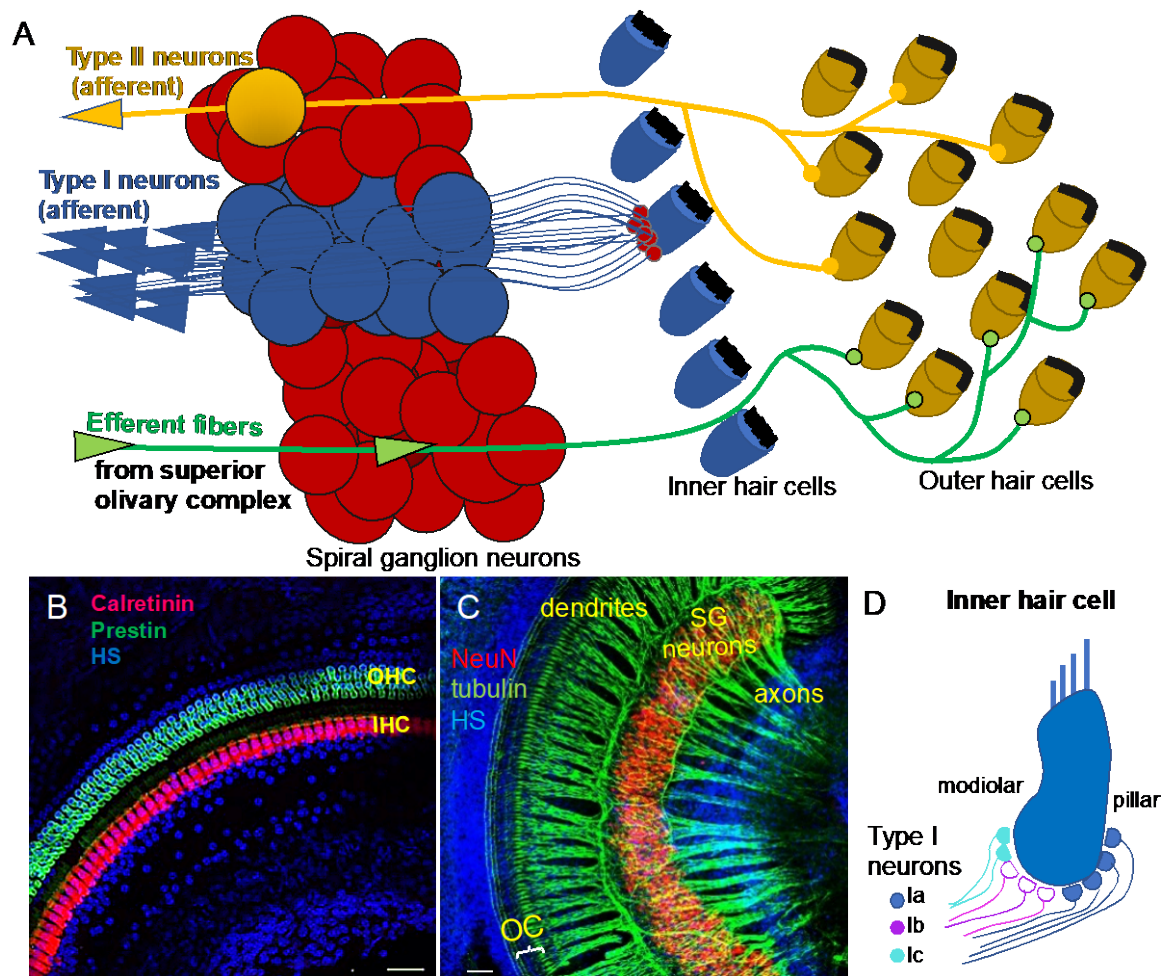 A
Type II neurons
(afferent)
Type I neurons
(afferent)
Efferent fibers
from superior
olivary complex
Inner hair cells
Outer hair cells
Spiral ganglion neurons
B
Calretinin
Prestin
HS
OHC
IHC
C
dendrites
SG
neurons
NeuN
tubulin
HS
axons
OC
D
Inner hair cell
modiolar
pillar
Type I
neurons
Ia
Ib
Ic